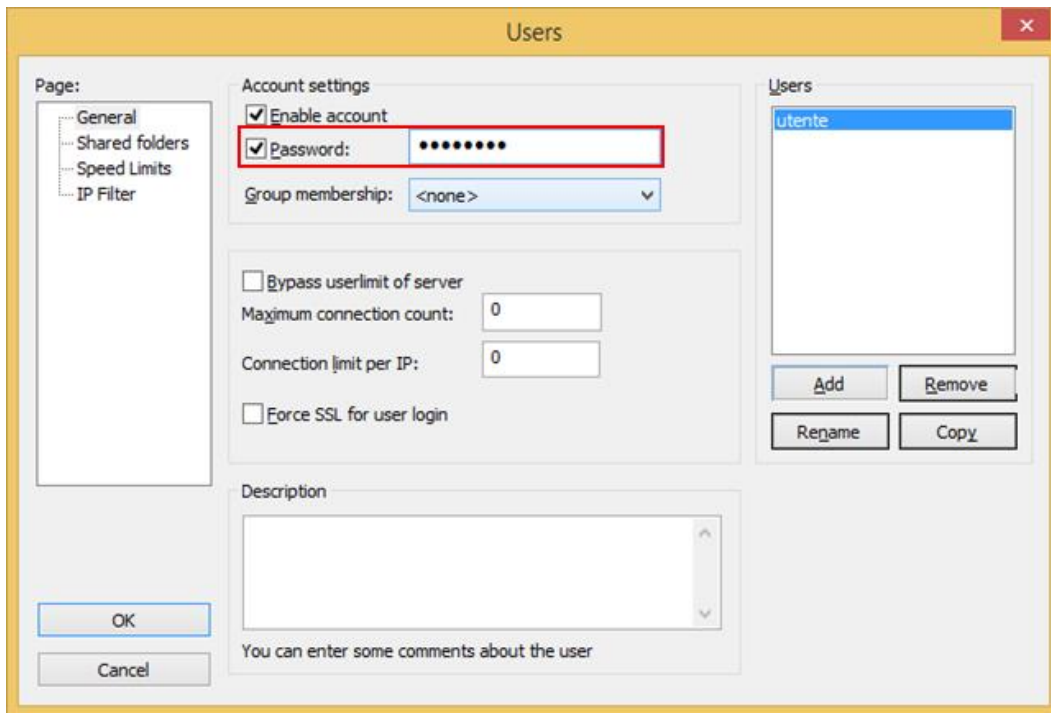 Users
Page:
General
Shared folders
Speed Limits
IP Filter
Account settings
Enable account
Password: ••••••••
Group membership: <none>
Bypass userlimit of server
Maximum connection count: 0
Connection limit per IP: 0
Force SSL for user login
Description
You can enter some comments about the user
Users
utente
Add Remove
Rename Copy
OK
Cancel